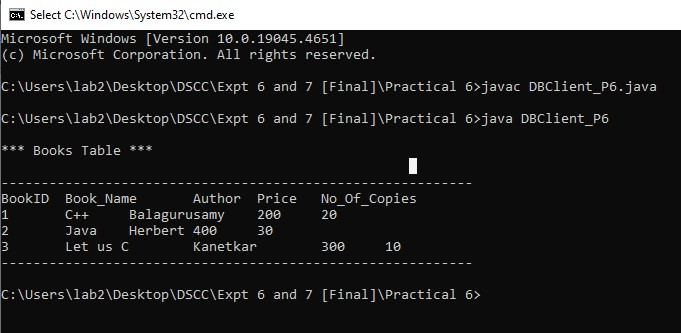 Select C:\Windows\System32\cmd.exe
Microsoft Windows [Version 10.0.19045.4651]
(c) Microsoft Corporation. All rights reserved.
C:\Users\lab2\Desktop\DSCC\Expt 6 and 7 [Final]\Practical 6>javac DBClient_P6.java
C:\Users\lab2\Desktop\DSCC\Expt 6 and 7 [Final]\Practical 6>java DBClient_P6
*** Books Table ***
-----------------------------------------------------------
BookID  Book_Name       Author  Price   No_Of_Copies
1       C++     Balagurusamy    200     20
2       Java    Herbert 400     30
3       Let us C        Kanetkar        300     10
-----------------------------------------------------------
C:\Users\lab2\Desktop\DSCC\Expt 6 and 7 [Final]\Practical 6>